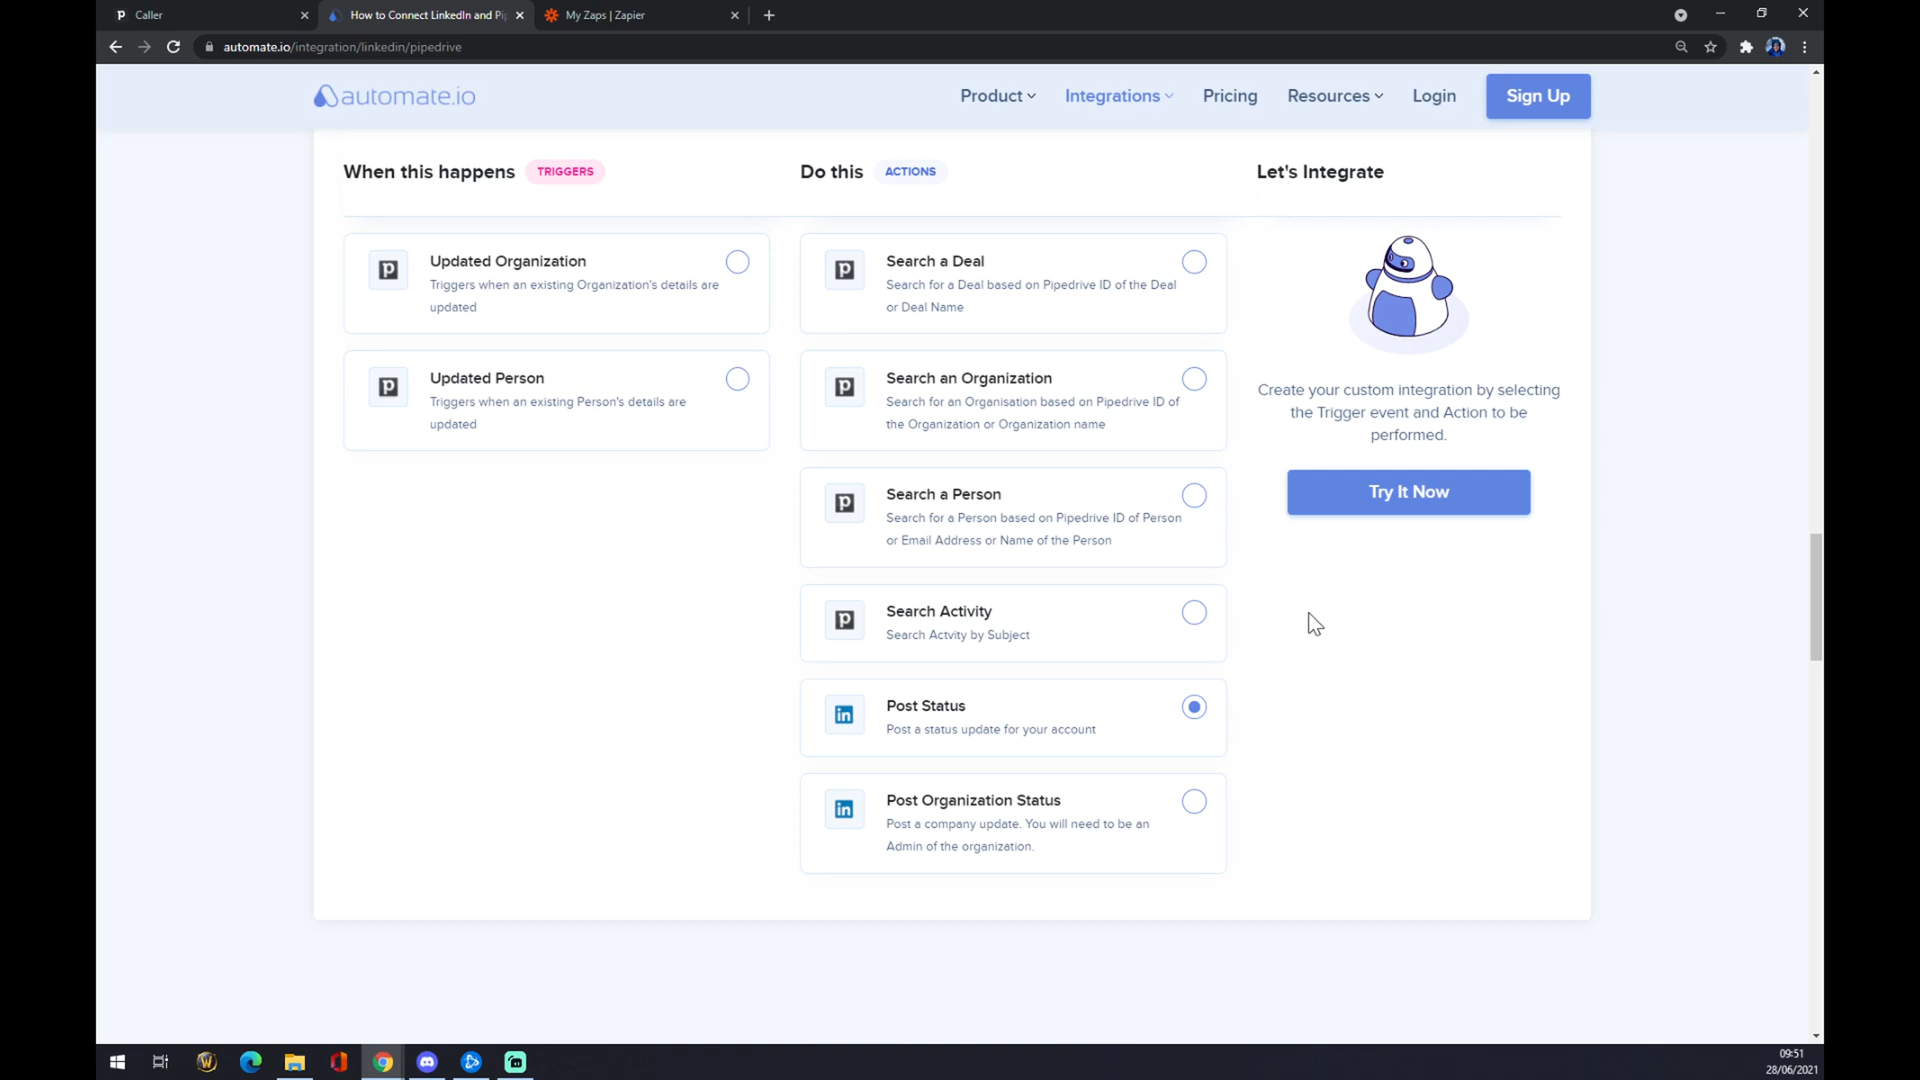 Caller
How to Connect LinkedIn and Pip
My Zaps | Zapier
automate.io/integration/linkedin/pipedrive
automate.io
Product
Integrations
Pricing
Resources
Login
Sign Up
When this happens
TRIGGERS
Do this
ACTIONS
Let's Integrate
Updated Organization
Triggers when an existing Organization's details are
updated
Updated Person
Triggers when an existing Person's details are
updated
Search a Deal
Search for a Deal based on Pipedrive ID of the Deal
or Deal Name
Search an Organization
Search for an Organisation based on Pipedrive ID of
the Organization or Organization name
Search a Person
Search for a Person based on Pipedrive ID of Person
or Email Address or Name of the Person
Search Activity
Search Actvity by Subject
Post Status
Post a status update for your account
Post Organization Status
Post a company update. You will need to be an
Admin of the organization.
Create your custom integration by selecting
the Trigger event and Action to be
performed.
Try It Now
09:51
28/06/2021